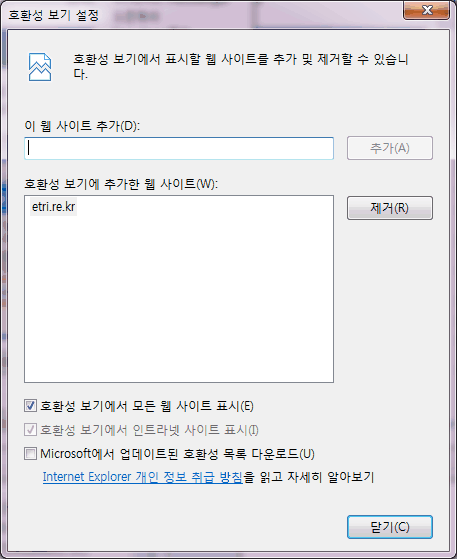 호환성 보기 설정
호환성 보기에서 표시할 웹 사이트를 추가 및 제거할 수 있습니
다.
이 웹 사이트 추가(D):
추가(A)
호환성 보기에 추가한 웹 사이트(W):
etri.re.kr
제거(R)
호환성 보기에서 모든 웹 사이트 표시(E)
호환성 보기에서 인트라넷 사이트 표시(I)
Microsoft에서 업데이트된 호환성 목록 다운로드(U)
Internet Explorer 개인 정보 취급 방침을 읽고 자세히 알아보기
닫기(C)